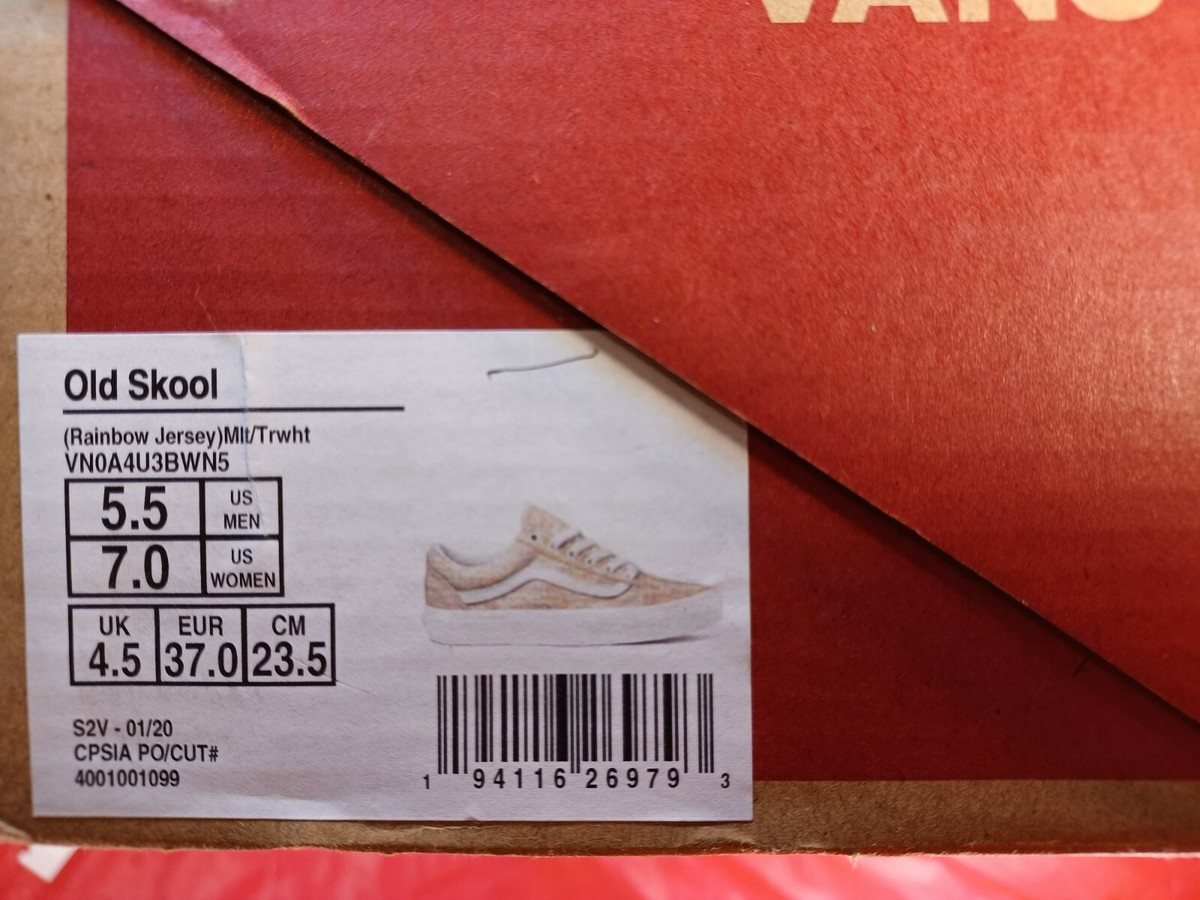 VANS
Old Skool
(Rainbow Jersey)Mlt/Trwht
VN0A4U3BWN5
5.5 US MEN
7.0 US WOMEN
UK EUR CM
4.5 37.0 23.5
S2V - 01/20
CPSIA PO/CUT#
4001001099
1 94116 26979 3